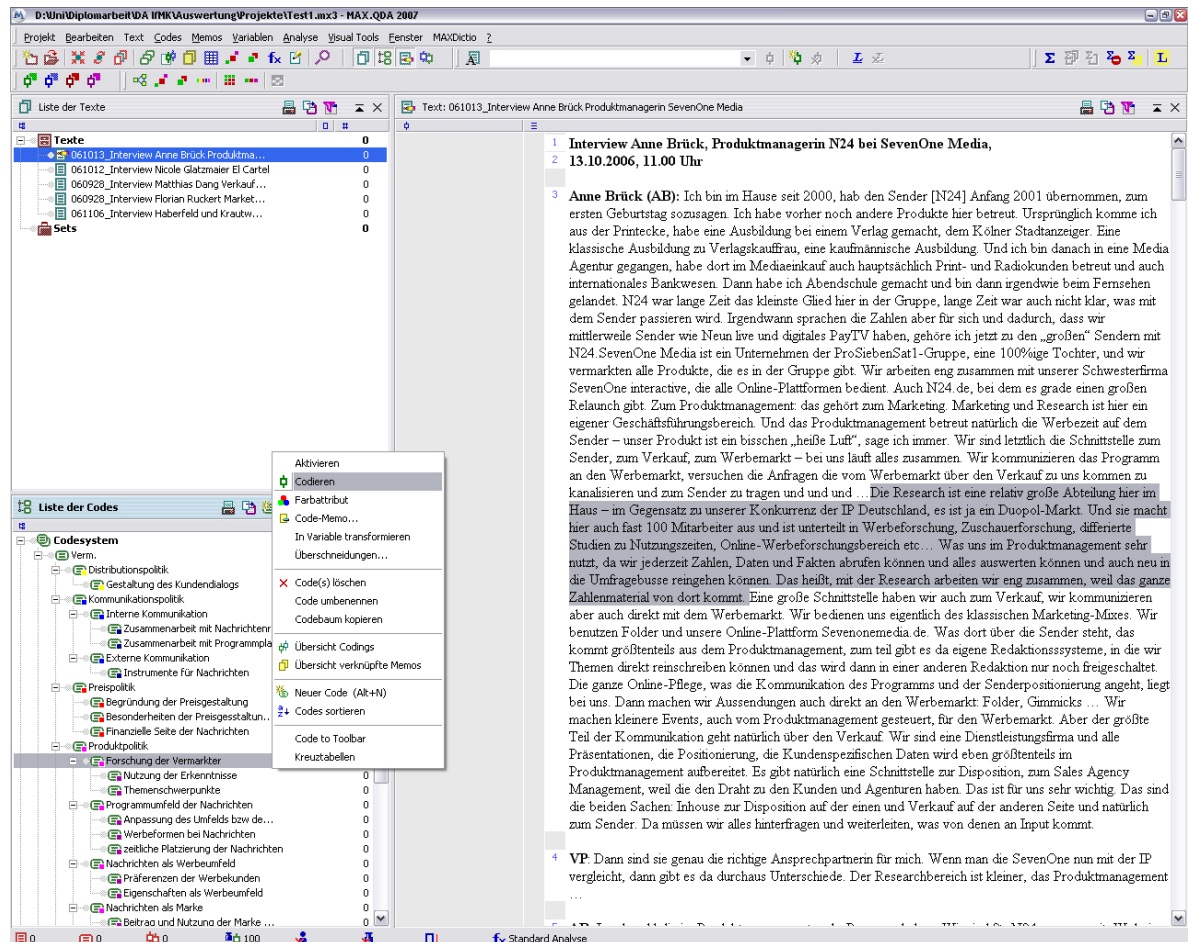 D:\Uni\Diplomarbeit\DA IfMK\Auswertung\Projekte\Test1.mx3 - MAX.QDA 2007
Projekt Bearbeiten Text Codes Memos Variablen Analyse Visual Tools Fenster MAXDictio ?
Liste der Texte
Texte 0
061013_Interview Anne Brück Produktma... 0
061012_Interview Nicole Glatzmaier El Cartel 0
060928_Interview Matthias Dang Verkauf... 0
060928_Interview Florian Ruckert Market... 0
061106_Interview Haberfeld und Krautw... 0
Sets 0
Aktivieren
Codieren
Farbattribut
Code-Memo...
In Variable transformieren
Überschneidungen...
Code(s) löschen
Code umbenennen
Codebaum kopieren
Übersicht Codings
Übersicht verknüpfte Memos
Neuer Code (Alt+N)
Codes sortieren
Code to Toolbar
Kreuztabellen
Liste der Codes
Codesystem
Verm.
Distributionspolitik
Gestaltung des Kundendialogs
Kommunikationspolitik
Interne Kommunikation
Zusammenarbeit mit Nachrichtenr
Zusammenarbeit mit Programmpla
Externe Kommunikation
Instrumente für Nachrichten
Preispolitik
Begründung der Preisgestaltung
Besonderheiten der Preisgesstaltun...
Finanzielle Seite der Nachrichten
Produktpolitik
Forschung der Vermarkter
Nutzung der Erkenntnisse 0
Themenschwerpunkte 0
Programmumfeld der Nachrichten 0
Anpassung des Umfelds bzw de... 0
Werbeformen bei Nachrichten 0
zeitliche Platzierung der Nachrichten 0
Nachrichten als Werbeumfeld 0
Präferenzen der Werbekunden 0
Eigenschaften als Werbeumfeld 0
Nachrichten als Marke 0
Beitrag und Nutzung der Marke ... 0
Text: 061013_Interview Anne Brück Produktmanagerin SevenOne Media
1 Interview Anne Brück, Produktmanagerin N24 bei SevenOne Media,
2 13.10.2006, 11.00 Uhr
3 Anne Brück (AB): Ich bin im Hause seit 2000, hab den Sender [N24] Anfang 2001 übernommen, zum
ersten Geburtstag sozusagen. Ich habe vorher noch andere Produkte hier betreut. Ursprünglich komme ich
aus der Printecke, habe eine Ausbildung bei einem Verlag gemacht, dem Kölner Stadtanzeiger. Eine
klassische Ausbildung zu Verlagskauffrau, eine kaufmännische Ausbildung. Und ich bin danach in eine Media
Agentur gegangen, habe dort im Mediaeinkauf auch hauptsächlich Print- und Radiokunden betreut und auch
internationales Bankwesen. Dann habe ich Abendschule gemacht und bin dann irgendwie beim Fernsehen
gelandet. N24 war lange Zeit das kleinste Glied hier in der Gruppe, lange Zeit war auch nicht klar, was mit
dem Sender passieren wird. Irgendwann sprachen die Zahlen aber für sich und dadurch, dass wir
mittlerweile Sender wie Neun live und digitales PayTV haben, gehöre ich jetzt zu den „großen“ Sendern mit
N24.SevenOne Media ist ein Unternehmen der ProSiebenSat1-Gruppe, eine 100%ige Tochter, und wir
vermarkten alle Produkte, die es in der Gruppe gibt. Wir arbeiten eng zusammen mit unserer Schwesterfirma
SevenOne interactive, die alle Online-Plattformen bedient. Auch N24.de, bei dem es grade einen großen
Relaunch gibt. Zum Produktmanagement: das gehört zum Marketing. Marketing und Research ist hier ein
eigener Geschäftsführungsbereich. Und das Produktmanagement betreut natürlich die Werbezeit auf dem
Sender – unser Produkt ist ein bisschen „heiße Luft“, sage ich immer. Wir sind letztlich die Schnittstelle zum
Sender, zum Verkauf, zum Werbemarkt – bei uns läuft alles zusammen. Wir kommunizieren das Programm
an den Werbemarkt, versuchen die Anfragen die vom Werbemarkt über den Verkauf zu uns kommen zu
kanalisieren und zum Sender zu tragen und und und …Die Research ist eine relativ große Abteilung hier im
Haus – im Gegensatz zu unserer Konkurrenz der IP Deutschland, es ist ja ein Duopol-Markt. Und sie macht
hier auch fast 100 Mitarbeiter aus und ist unterteilt in Werbeforschung, Zuschauerforschung, differierte
Studien zu Nutzungszeiten, Online-Werbeforschungsbereich etc… Was uns im Produktmanagement sehr
nutzt, da wir jederzeit Zahlen, Daten und Fakten abrufen können und alles auswerten können und auch neu in
die Umfragebusse reingehen können. Das heißt, mit der Research arbeiten wir eng zusammen, weil das ganze
Zahlenmaterial von dort kommt. Eine große Schnittstelle haben wir auch zum Verkauf, wir kommunizieren
aber auch direkt mit dem Werbemarkt. Wir bedienen uns eigentlich des klassischen Marketing-Mixes. Wir
benutzen Folder und unsere Online-Plattform Sevenonemedia.de. Was dort über die Sender steht, das
kommt größtenteils aus dem Produktmanagement, zum teil gibt es da eigene Redaktionsssysteme, in die wir
Themen direkt reinschreiben können und das wird dann in einer anderen Redaktion nur noch freigeschaltet.
Die ganze Online-Pflege, was die Kommunikation des Programms und der Senderpositionierung angeht, liegt
bei uns. Dann machen wir Aussendungen auch direkt an den Werbemarkt: Folder, Gimmicks … Wir
machen kleinere Events, auch vom Produktmanagement gesteuert, für den Werbemarkt. Aber der größte
Teil der Kommunikation geht natürlich über den Verkauf. Wir sind eine Dienstleistungsfirma und alle
Präsentationen, die Positionierung, die Kundenspezifischen Daten wird eben größtenteils im
Produktmanagement aufbereitet. Es gibt natürlich eine Schnittstelle zur Disposition, zum Sales Agency
Management, weil die den Draht zu den Kunden und Agenturen haben. Das ist für uns sehr wichtig. Das sind
die beiden Sachen: Inhouse zur Disposition auf der einen und Verkauf auf der anderen Seite und natürlich
zum Sender. Da müssen wir alles hinterfragen und weiterleiten, was von denen an Input kommt.
4 VP: Dann sind sie genau die richtige Ansprechpartnerin für mich. Wenn man die SevenOne nun mit der IP
vergleicht, dann gibt es da durchaus Unterschiede. Der Researchbereich ist kleiner, das Produktmanagement
…
0 0 0 100 Standard Analyse